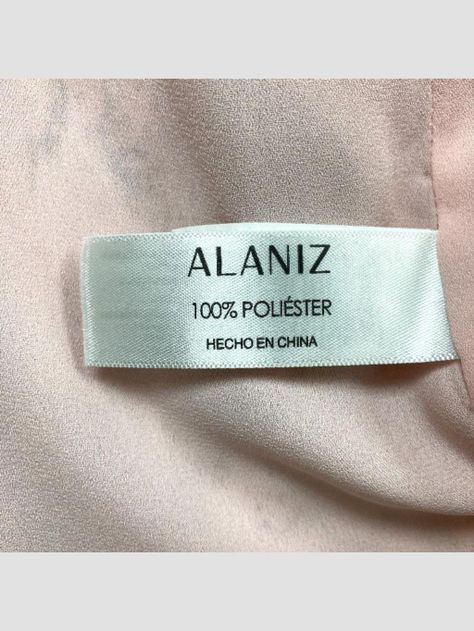 ALANIZ
100% POLIÉSTER
HECHO EN CHINA